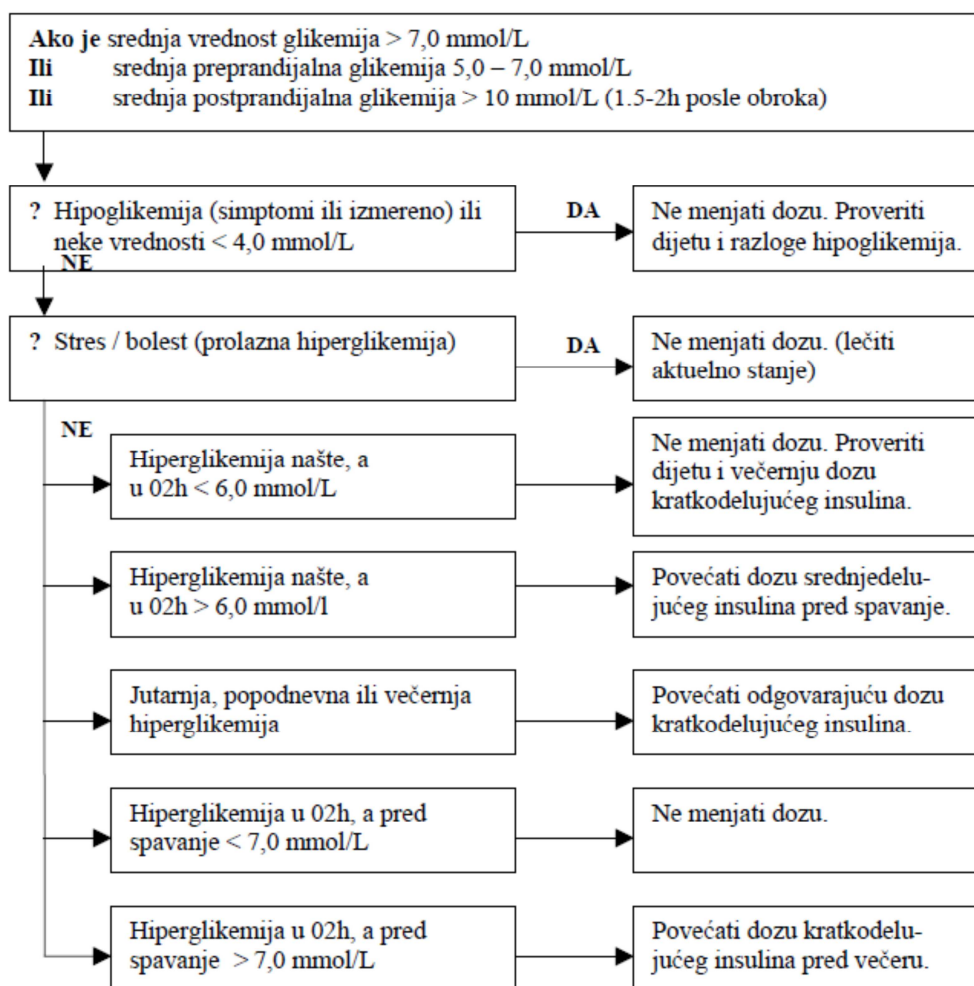 Ako je srednja vrednost glikemija > 7,0 mmol/L
Ili srednja preprandijalna glikemija 5,0 – 7,0 mmol/L
Ili srednja postprandijalna glikemija > 10 mmol/L (1.5-2h posle obroka)
? Hipoglikemija (simptomi ili izmereno) ili
neke vrednosti < 4,0 mmol/L
DA
Ne menjati dozu. Proveriti
dijetu i razloge hipoglikemija.
NE
? Stres / bolest (prolazna hiperglikemija)
DA
Ne menjati dozu. (lečiti
aktuelno stanje)
NE
Hiperglikemija našte, a
u 02h < 6,0 mmol/L
Ne menjati dozu. Proveriti
dijetu i večernju dozu
kratkodelujućeg insulina.
Hiperglikemija našte, a
u 02h > 6,0 mmol/l
Povećati dozu srednjedelu-
jućeg insulina pred spavanje.
Jutarnja, popodnevna ili večernja
hiperglikemija
Povećati odgovarajuću dozu
kratkodelujućeg insulina.
Hiperglikemija u 02h, a pred
spavanje < 7,0 mmol/L
Ne menjati dozu.
Hiperglikemija u 02h, a pred
spavanje > 7,0 mmol/L
Povećati dozu kratkodelu-
jućeg insulina pred večeru.